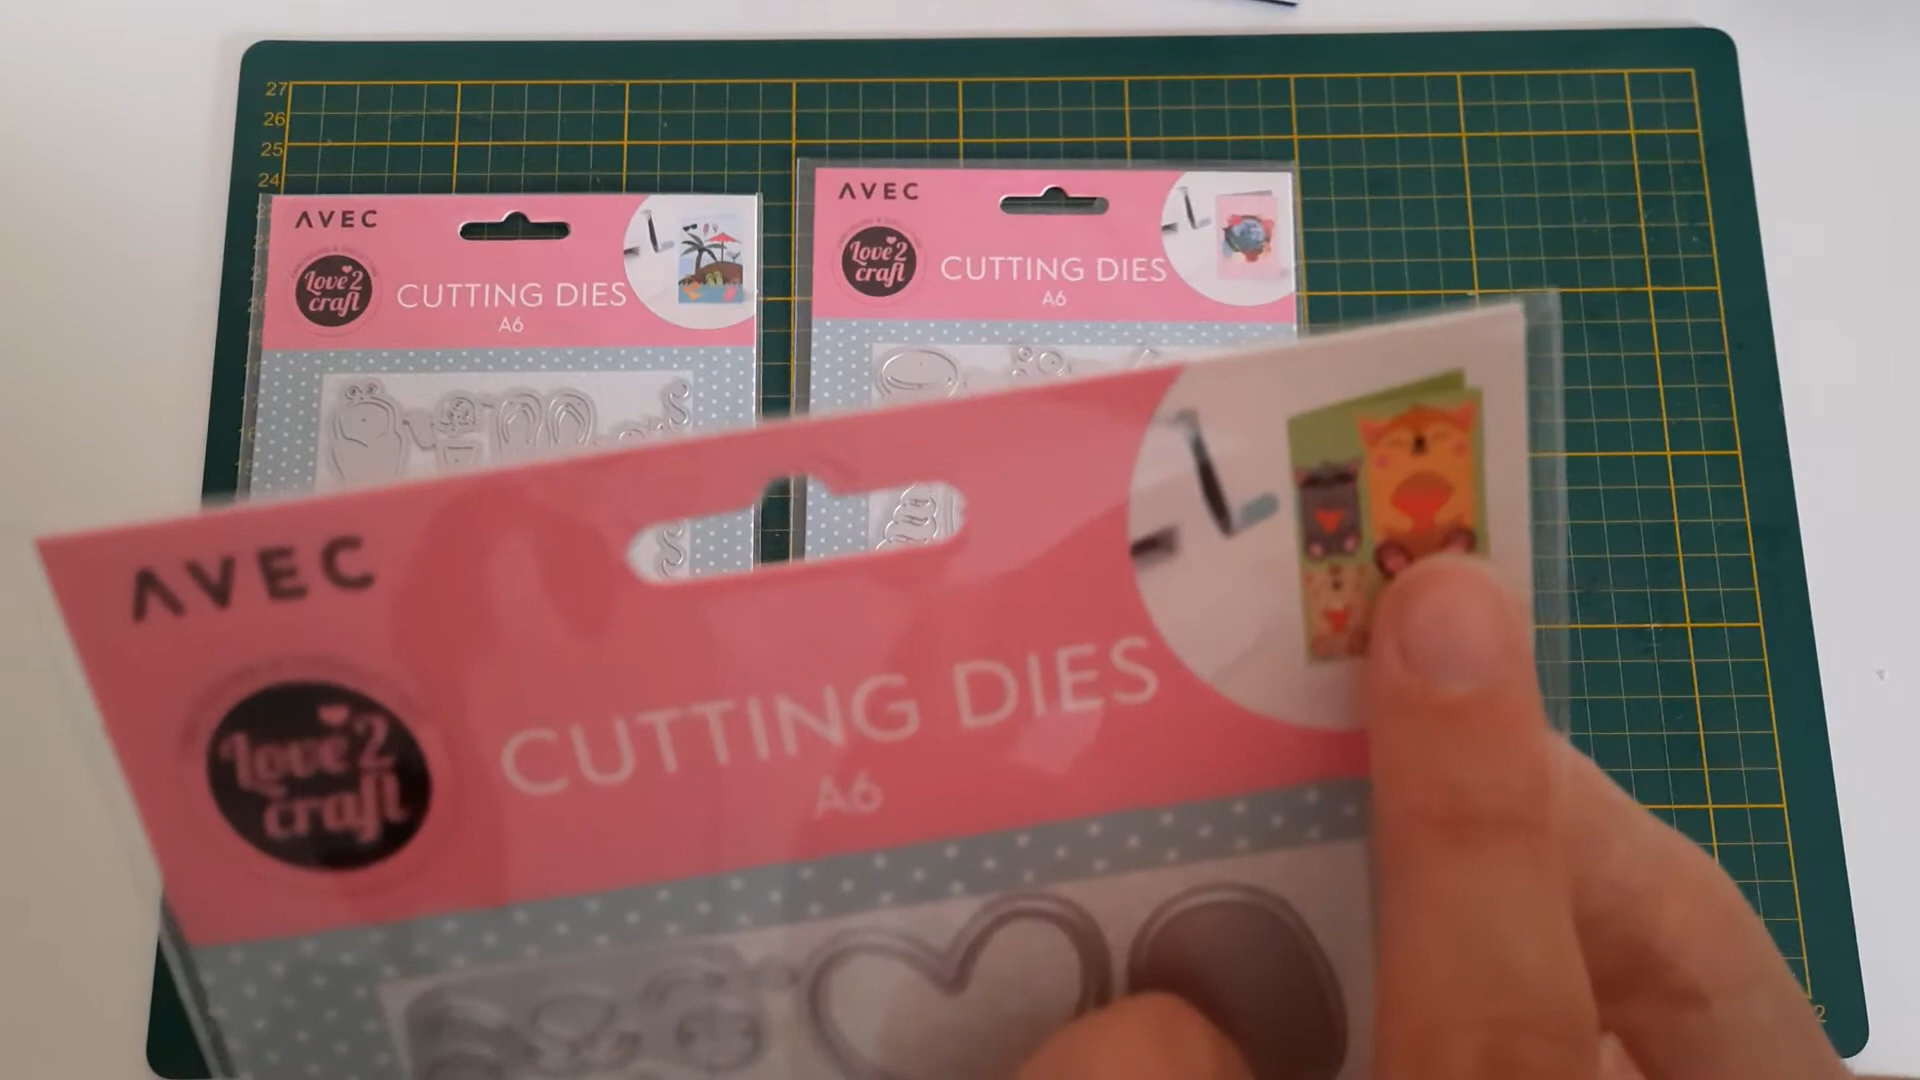 27
26
25
24
AVEC
Love 2
craft
CUTTING DIES
A6
AVEC
Love 2
craft
CUTTING DIES
A6
AVEC
Love 2
craft
CUTTING DIES
A6